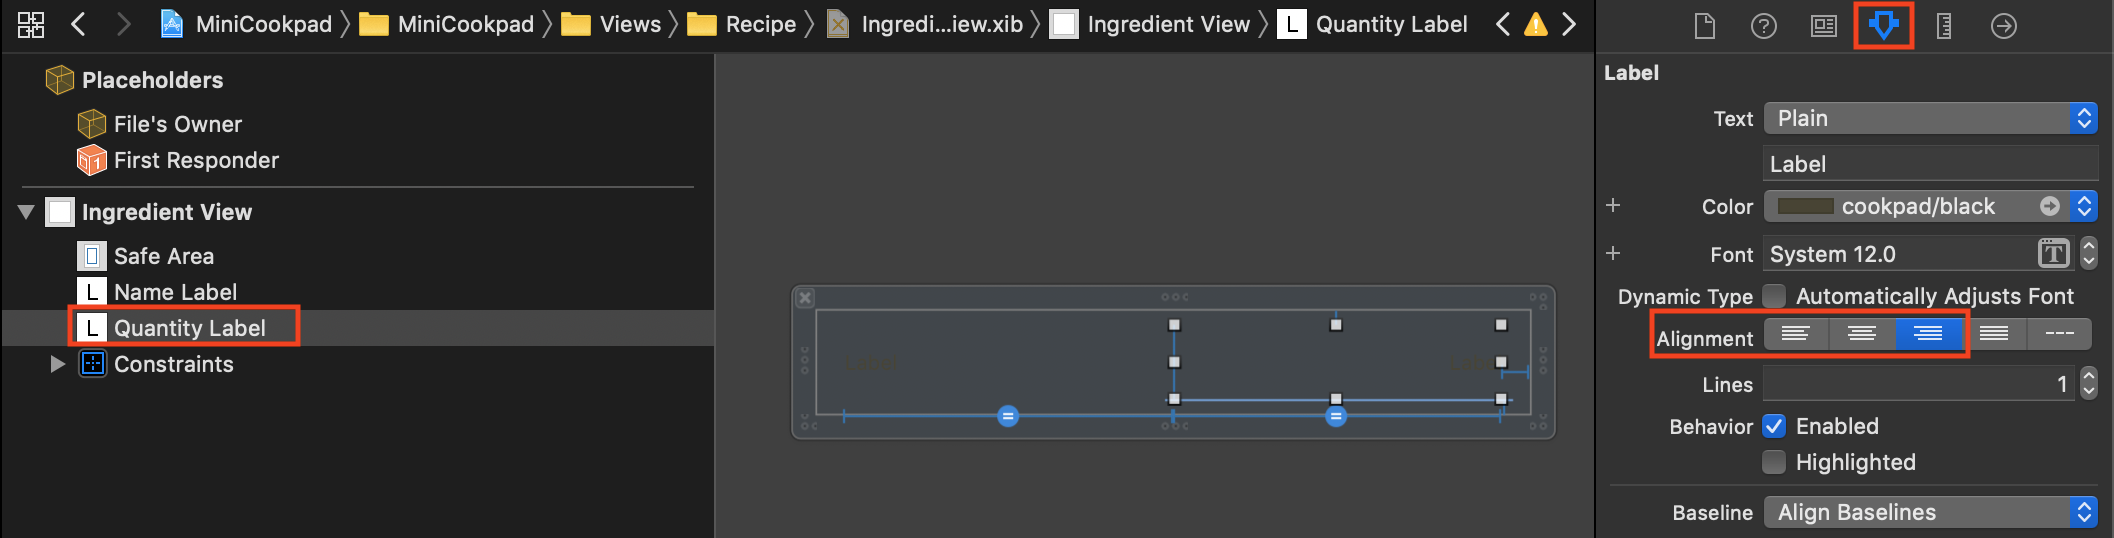 MiniCookpad MiniCookpad Views Recipe Ingredi...iew.xib Ingredient View L Quantity Label
Placeholders
File's Owner
1 First Responder
Ingredient View
Safe Area
L Name Label
L Quantity Label
Constraints
Label
Label
Text Plain
Label
Color cookpad/black
Font System 12.0 T
Dynamic Type Automatically Adjusts Font
Alignment
Lines 1
Behavior Enabled
Highlighted
Baseline Align Baselines